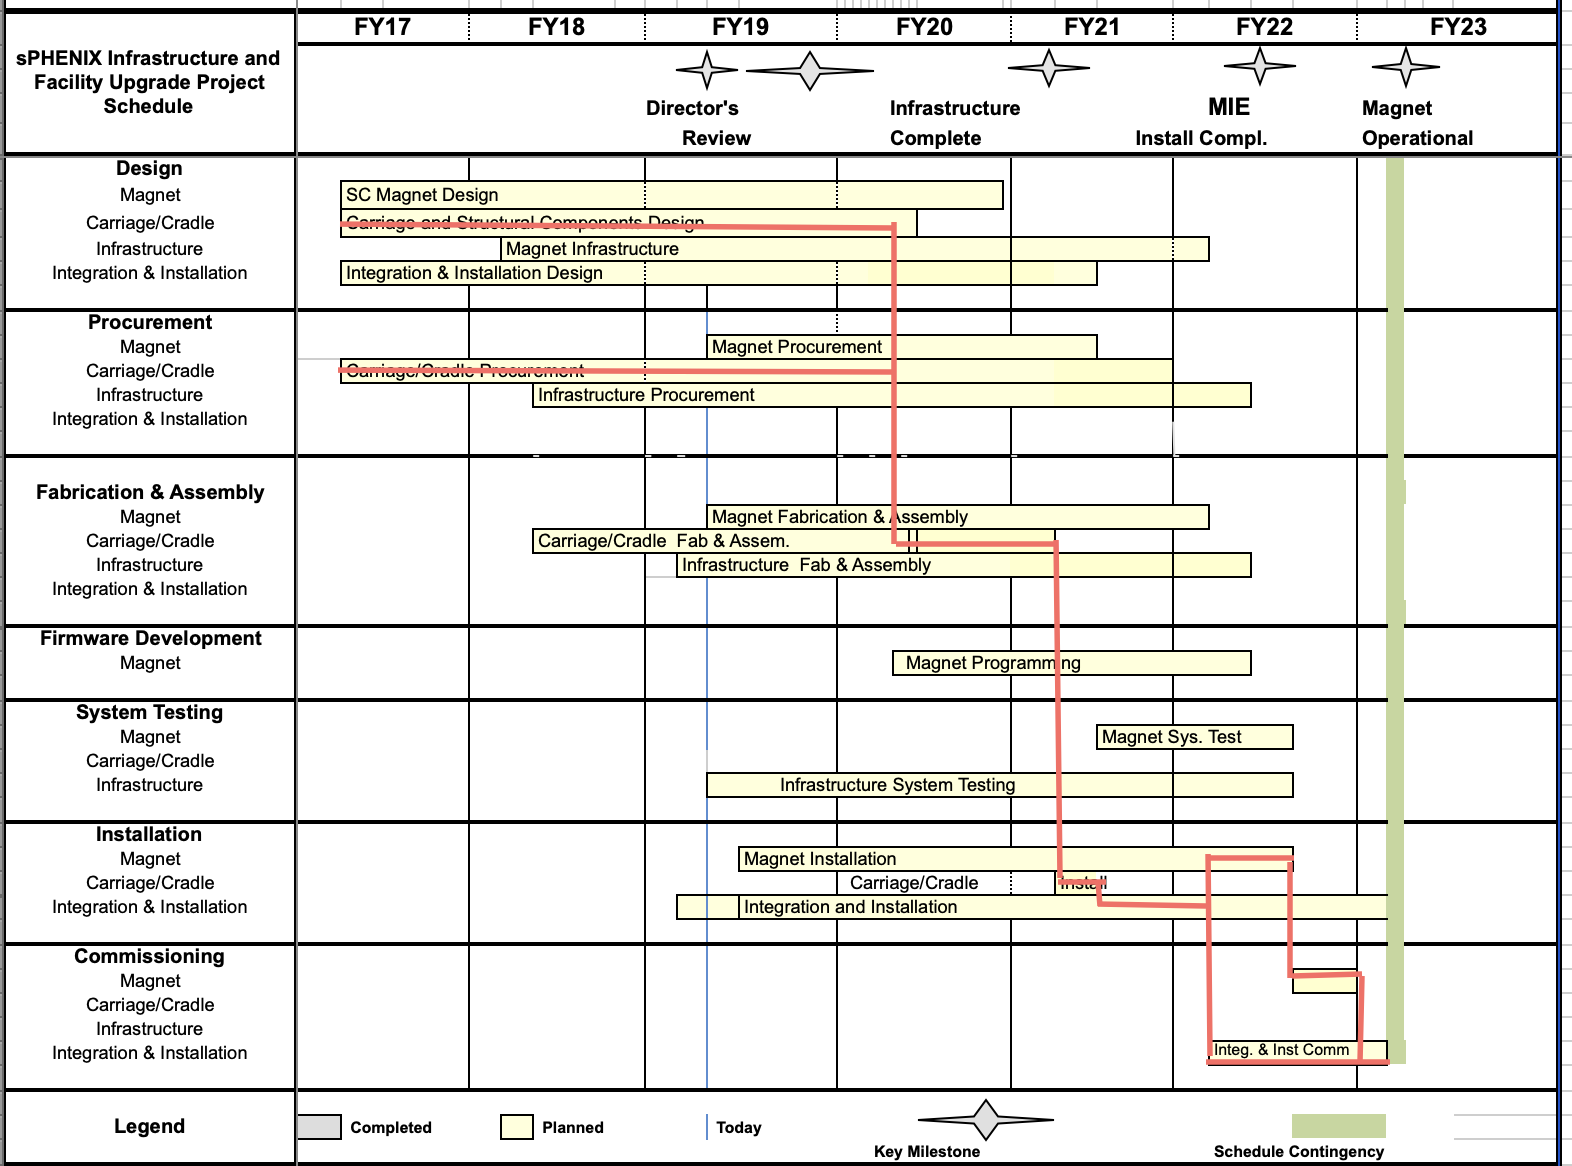 FY17 FY18 FY19 FY20 FY21 FY22 FY23
sPHENIX Infrastructure and
Facility Upgrade Project
Schedule
Director's Infrastructure MIE Magnet
Review Complete Install Compl. Operational
Design
Magnet SC Magnet Design
Carriage/Cradle Carriage and Structural Components Design
Infrastructure Magnet Infrastructure
Integration & Installation Integration & Installation Design
Procurement
Magnet Magnet Procurement
Carriage/Cradle Carriage/Cradle Procurement
Infrastructure Infrastructure Procurement
Integration & Installation
Fabrication & Assembly
Magnet Magnet Fabrication & Assembly
Carriage/Cradle Carriage/Cradle Fab & Assem.
Infrastructure Infrastructure Fab & Assembly
Integration & Installation
Firmware Development
Magnet Magnet Programming
System Testing
Magnet Magnet Sys. Test
Carriage/Cradle
Infrastructure Infrastructure System Testing
Installation
Magnet Magnet Installation
Carriage/Cradle Carriage/Cradle Install
Integration & Installation Integration and Installation
Commissioning
Magnet
Carriage/Cradle
Infrastructure
Integration & Installation Integ. & Inst Comm
Legend Completed Planned Today
Key Milestone Schedule Contingency